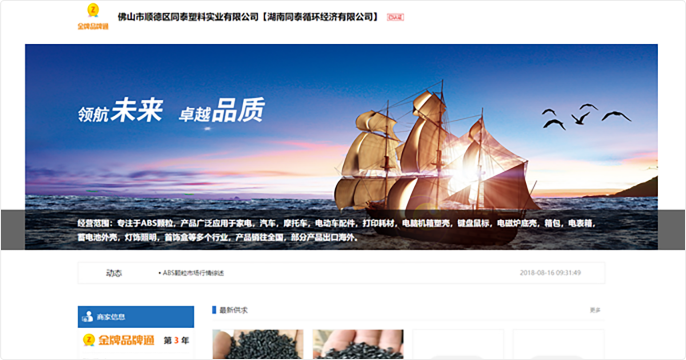 佛山市顺德区同泰塑料实业有限公司【湖南同泰循环经济有限公司】
金牌品牌通
领航未来 卓越品质
经营范围：专注于ABS颗粒，产品广泛应用于家电，汽车，摩托车，电动车配件，打印耗材，电脑机箱塑壳，键盘鼠标，电磁炉底壳，箱包，电表箱，
蓄电池外壳，灯饰照明，首饰盒等多个行业，产品销往全国，部分产品出口海外。
动态 • ABS颗粒市场行情综述 2018-08-16 09:31:49
商家信息 最新供求 更多
金牌品牌通 第 3 年